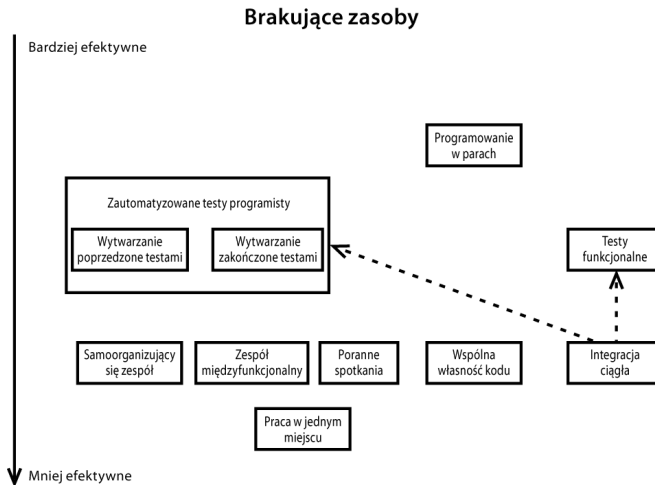 Brakujące zasoby
Bardziej efektywne
Programowanie
w parach
Zautomatyzowane testy programisty
Wytwarzanie
poprzedzone testami
Wytwarzanie
zakończone testami
Testy
funkcjonalne
Samoorganizujący
się zespół
Zespół
międzyfunkcjonalny
Poranne
spotkania
Wspólna
własność kodu
Integracja
ciągła
Praca w jednym
miejscu
Mniej efektywne